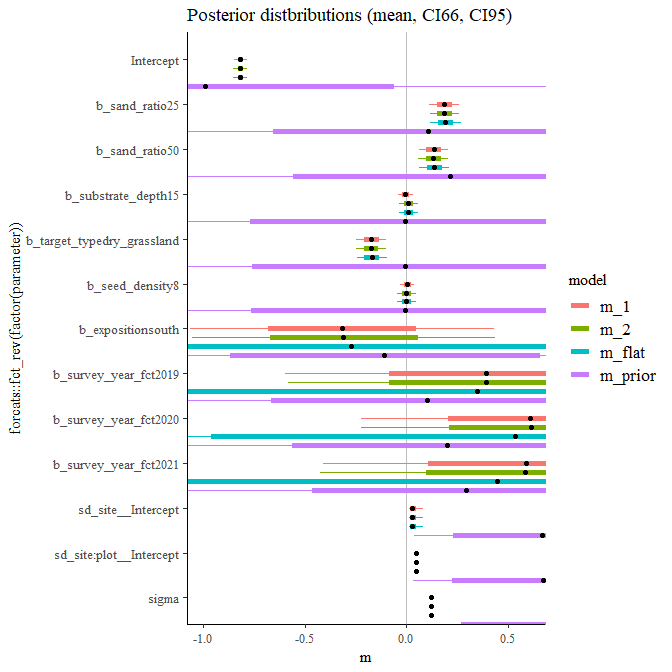 Posterior distbributions (mean, CI66, CI95)
forcats::fct_rev(factor(parameter))
Intercept
b_sand_ratio25
b_sand_ratio50
b_substrate_depth15
b_target_typedry_grassland
b_seed_density8
b_expositionsouth
b_survey_year_fct2019
b_survey_year_fct2020
b_survey_year_fct2021
sd_site__Intercept
sd_site:plot__Intercept
sigma
-1.0 -0.5 0.0 0.5
m
model
m_1
m_2
m_flat
m_prior